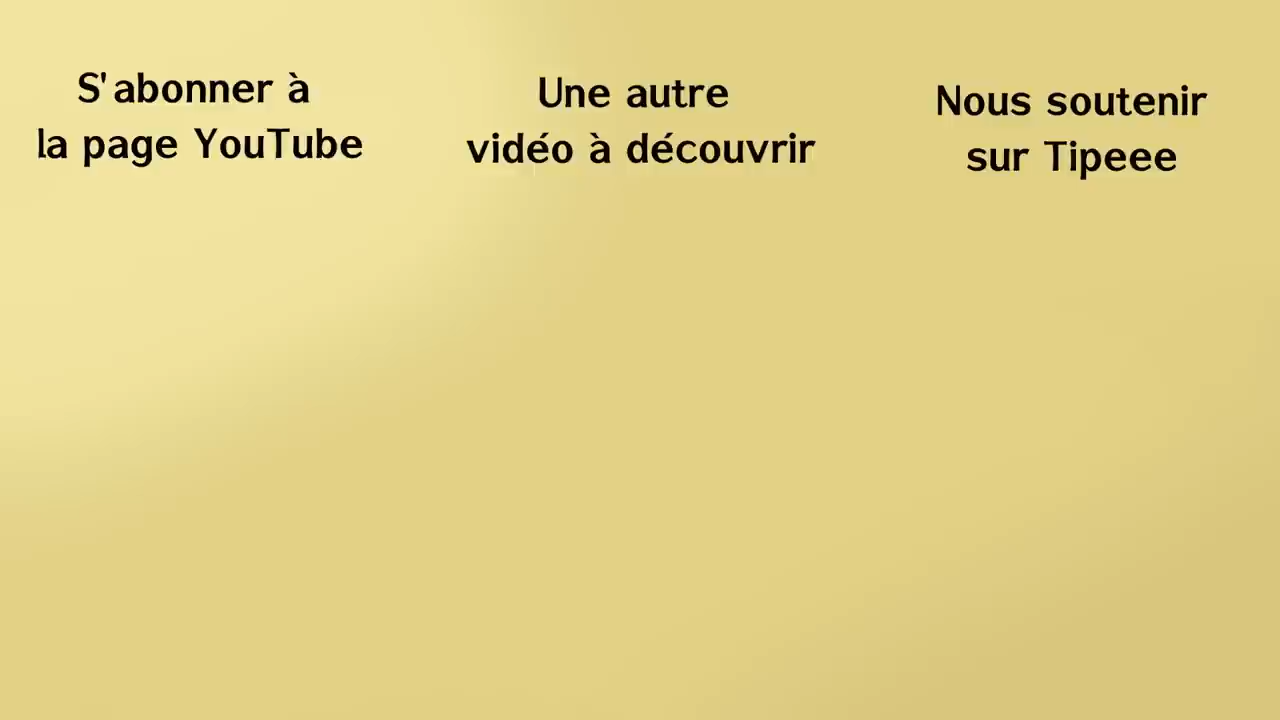 S'abonner à
la page YouTube
Une autre
vidéo à découvrir
Nous soutenir
sur Tipeee